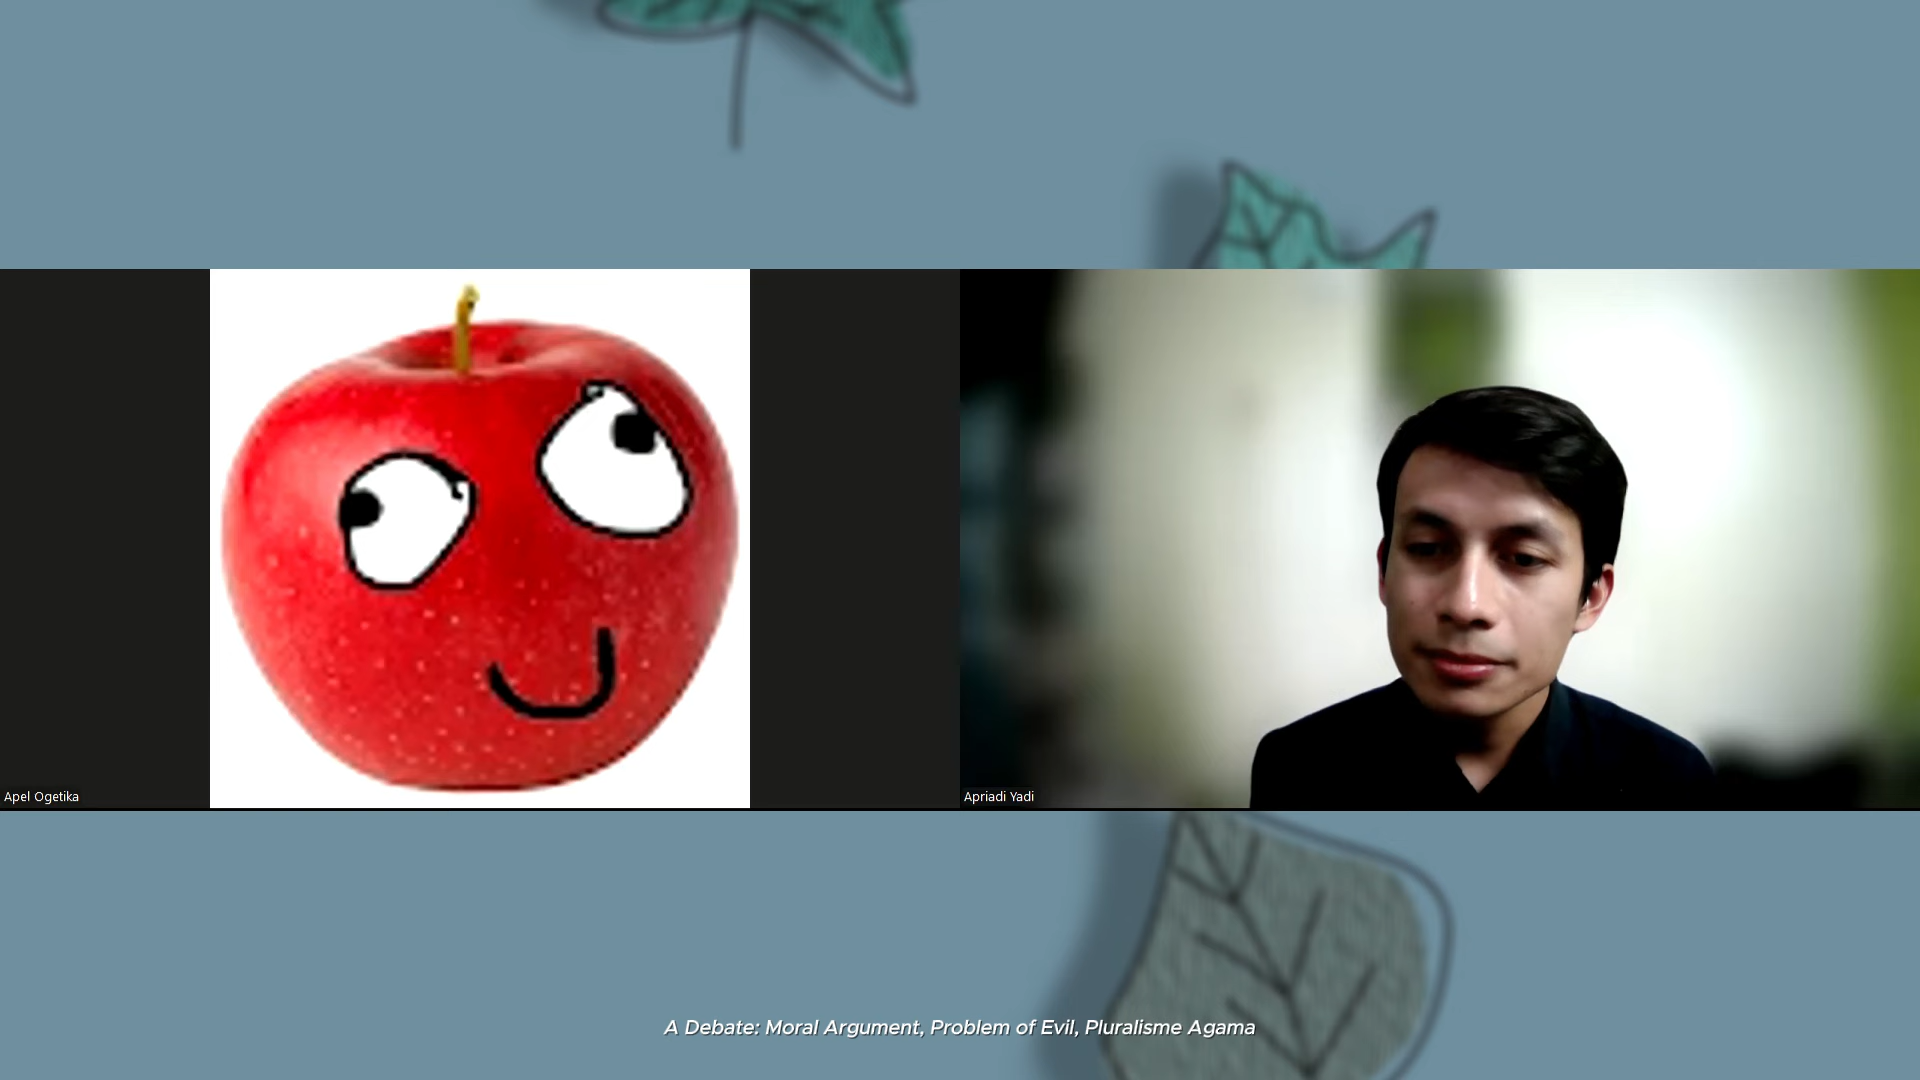 Apel Ogetika
Apriadi Yadi
A Debate: Moral Argument, Problem of Evil, Pluralisme Agama